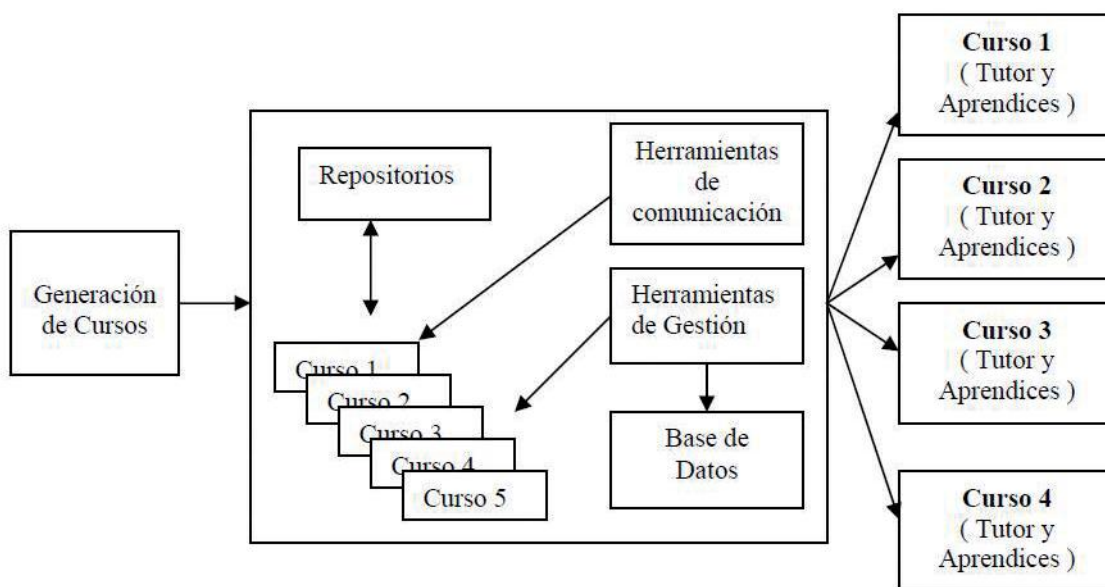 Generación
de Cursos
Repositorios
Curso 1
Curso 2
Curso 3
Curso 4
Curso 5
Herramientas
de
comunicación
Herramientas
de Gestión
Base de
Datos
Curso 1
( Tutor y
Aprendices )
Curso 2
( Tutor y
Aprendices )
Curso 3
( Tutor y
Aprendices )
Curso 4
( Tutor y
Aprendices )